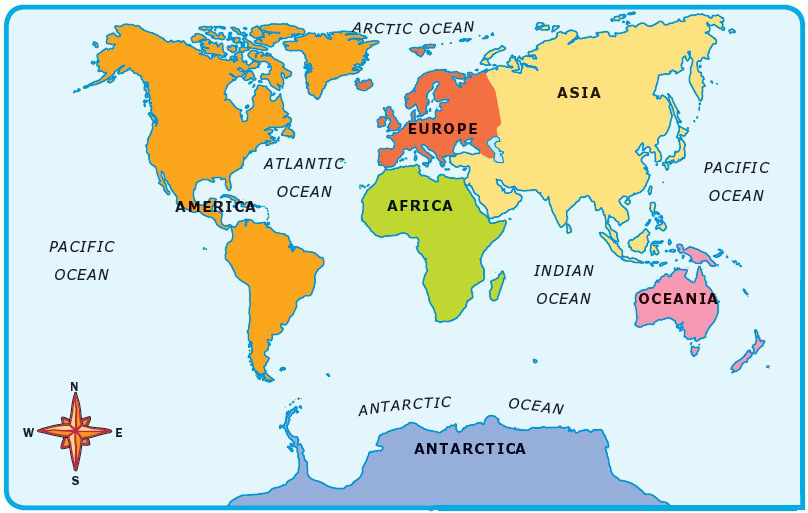 ARCTIC OCEAN
ASIA
EUROPE
ATLANTIC
OCEAN
PACIFIC
OCEAN
AMERICA
AFRICA
PACIFIC
OCEAN
INDIAN
OCEAN
OCEANIA
N
W E
S
ANTARCTIC OCEAN
ANTARCTICA